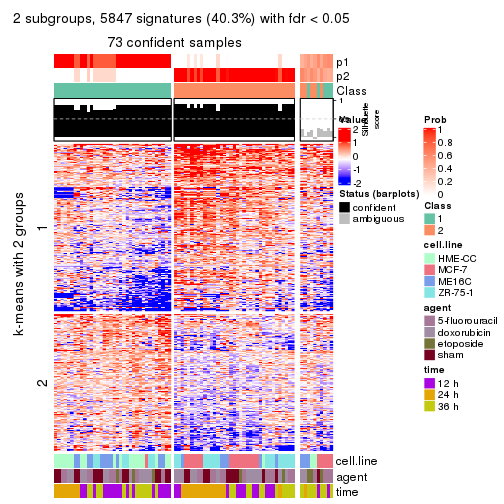 2 subgroups, 5847 signatures (40.3%) with fdr < 0.05
73 confident samples
p1
p2
Class
1
Silhouette
score
k-means with 2 groups
1
2
cell.line
agent
time
Value
2
1
0
-1
-2
Status (barplots)
confident
ambiguous
Prob
1
0.8
0.6
0.4
0.2
0
Class
1
2
cell.line
HME-CC
MCF-7
ME16C
ZR-75-1
agent
5-fluorouracil
doxorubicin
etoposide
sham
time
12 h
24 h
36 h